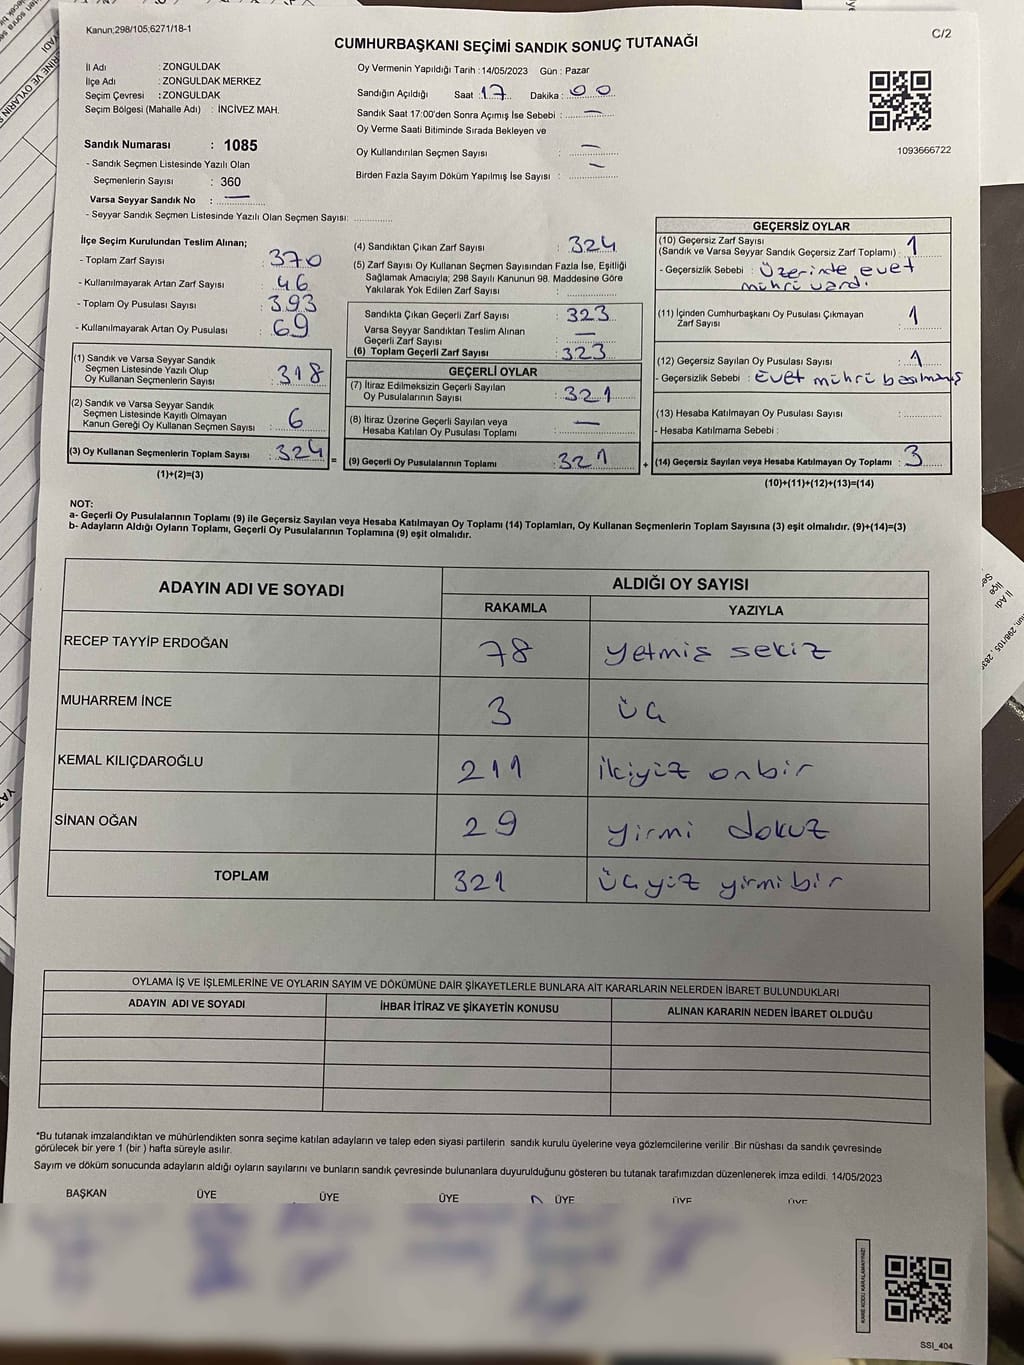 Kanun;298/105,6271/18-1
C/2
CUMHURBAŞKANI SEÇİMİ SANDIK SONUÇ TUTANAĞI
İl Adı : ZONGULDAK
İlçe Adı : ZONGULDAK MERKEZ
Seçim Çevresi : ZONGULDAK
Seçim Bölgesi (Mahalle Adı) : İNCİVEZ MAH.
Sandık Numarası : 1085
- Sandık Seçmen Listesinde Yazılı Olan
Seçmenlerin Sayısı : 360
Varsa Seyyar Sandık No : —
- Seyyar Sandık Seçmen Listesinde Yazılı Olan Seçmen Sayısı:
Oy Vermenin Yapıldığı Tarih : 14/05/2023 Gün : Pazar
Sandığın Açıldığı Saat : 17 Dakika : 00
Sandık Saat 17:00'den Sonra Açımış İse Sebebi : —
Oy Verme Saati Bitiminde Sırada Bekleyen ve
Oy Kullandırılan Seçmen Sayısı : —
Birden Fazla Sayım Döküm Yapılmış İse Sayısı : —
1093666722
İlçe Seçim Kurulundan Teslim Alınan;
- Toplam Zarf Sayısı : 370
- Kullanılmayarak Artan Zarf Sayısı : 46
- Toplam Oy Pusulası Sayısı : 393
- Kullanılmayarak Artan Oy Pusulası : 69
(1) Sandık ve Varsa Seyyar Sandık
Seçmen Listesinde Yazılı Olup
Oy Kullanan Seçmenlerin Sayısı : 318
(2) Sandık ve Varsa Seyyar Sandık
Seçmen Listesinde Kayıtlı Olmayan
Kanun Gereği Oy Kullanan Seçmen Sayısı : 6
(3) Oy Kullanan Seçmenlerin Toplam Sayısı : 324
(1)+(2)=(3)
(4) Sandıktan Çıkan Zarf Sayısı : 324
(5) Zarf Sayısı Oy Kullanan Seçmen Sayısından Fazla İse, Eşitliği
Sağlamak Amacıyla; 298 Sayılı Kanunun 98. Maddesine Göre
Yakılarak Yok Edilen Zarf Sayısı :
Sandıkta Çıkan Geçerli Zarf Sayısı : 323
Varsa Seyyar Sandıktan Teslim Alınan
Geçerli Zarf Sayısı : —
(6) Toplam Geçerli Zarf Sayısı : 323
GEÇERLİ OYLAR
(7) İtiraz Edilmeksizin Geçerli Sayılan
Oy Pusulalarının Sayısı : 321
(8) İtiraz Üzerine Geçerli Sayılan veya
Hesaba Katılan Oy Pusulası Toplamı : —
= (9) Geçerli Oy Pusulalarının Toplamı : 321
GEÇERSİZ OYLAR
(10) Geçersiz Zarf Sayısı
(Sandık ve Varsa Seyyar Sandık Geçersiz Zarf Toplamı) : 1
- Geçersizlik Sebebi : Üzerinde evet
mührü vardı.
(11) İçinden Cumhurbaşkanı Oy Pusulası Çıkmayan
Zarf Sayısı : 1
(12) Geçersiz Sayılan Oy Pusulası Sayısı : 1
- Geçersizlik Sebebi : Evet mührü basılmamış
(13) Hesaba Katılmayan Oy Pusulası Sayısı :
- Hesaba Katılmama Sebebi :
+ (14) Geçersiz Sayılan veya Hesaba Katılmayan Oy Toplamı : 3
(10)+(11)+(12)+(13)=(14)
NOT:
a- Geçerli Oy Pusulalarının Toplamı (9) ile Geçersiz Sayılan veya Hesaba Katılmayan Oy Toplamı (14) Toplamları, Oy Kullanan Seçmenlerin Toplam Sayısına (3) eşit olmalıdır. (9)+(14)=(3)
b- Adayların Aldığı Oyların Toplamı, Geçerli Oy Pusulalarının Toplamına (9) eşit olmalıdır.
ADAYIN ADI VE SOYADI ALDIĞI OY SAYISI
RAKAMLA YAZIYLA
RECEP TAYYİP ERDOĞAN 78 yetmiş sekiz
MUHARREM İNCE 3 üç
KEMAL KILIÇDAROĞLU 211 ikiyüz onbir
SİNAN OĞAN 29 yirmi dokuz
TOPLAM 321 üçyüz yirmibir
OYLAMA İŞ VE İŞLEMLERİNE VE OYLARIN SAYIM VE DÖKÜMÜNE DAİR ŞİKAYETLERLE BUNLARA AİT KARARLARIN NELERDEN İBARET BULUNDUKLARI
ADAYIN ADI VE SOYADI İHBAR İTİRAZ VE ŞİKAYETİN KONUSU ALINAN KARARIN NEDEN İBARET OLDUĞU
*Bu tutanak imzalandıktan ve mühürlendikten sonra seçime katılan adayların ve talep eden siyasi partilerin sandık kurulu üyelerine veya gözlemcilerine verilir .Bir nüshası da sandık çevresinde
görülecek bir yere 1 (bir ) hafta süreyle asılır.
Sayım ve döküm sonucunda adayların aldığı oyların sayılarını ve bunların sandık çevresinde bulunanlara duyurulduğunu gösteren bu tutanak tarafımızdan düzenlenerek imza edildi. 14/05/2023
BAŞKAN ÜYE ÜYE ÜYE ÜYE ÜYE ÜYE
KARE KODU KARALAMAYINIZ!
SSI_404